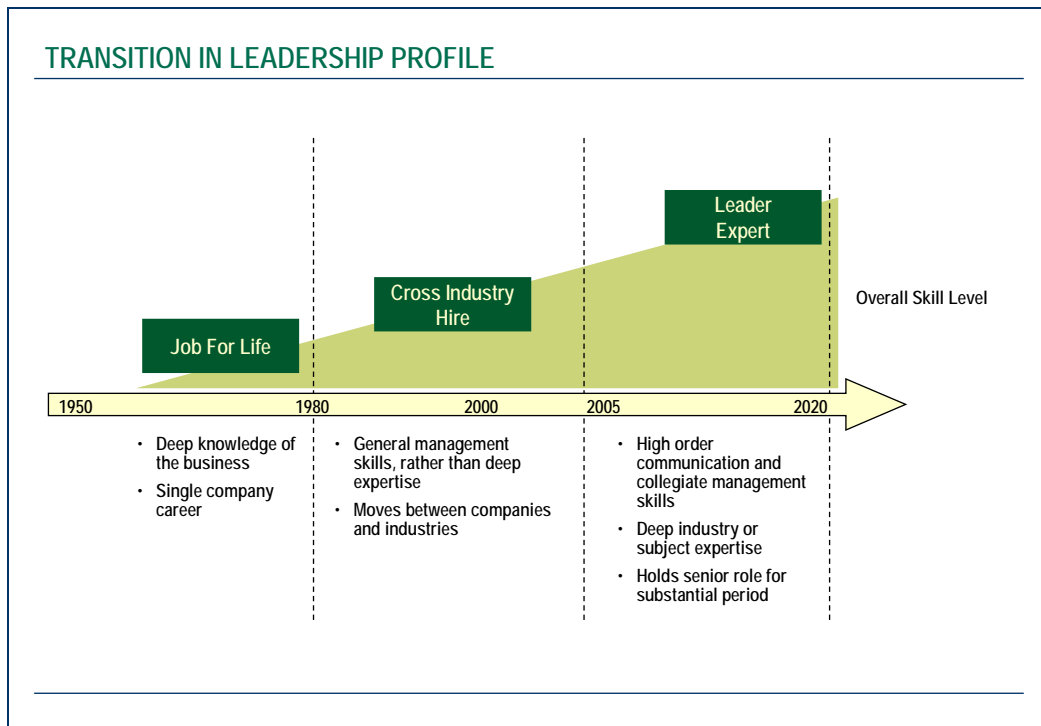 TRANSITION IN LEADERSHIP PROFILE
Leader
Expert
Cross Industry
Hire
Job For Life
Overall Skill Level
1950 1980 2000 2005 2020
• Deep knowledge of
the business
• Single company
career
• General management
skills, rather than deep
expertise
• Moves between companies
and industries
• High order
communication and
collegiate management
skills
• Deep industry or
subject expertise
• Holds senior role for
substantial period